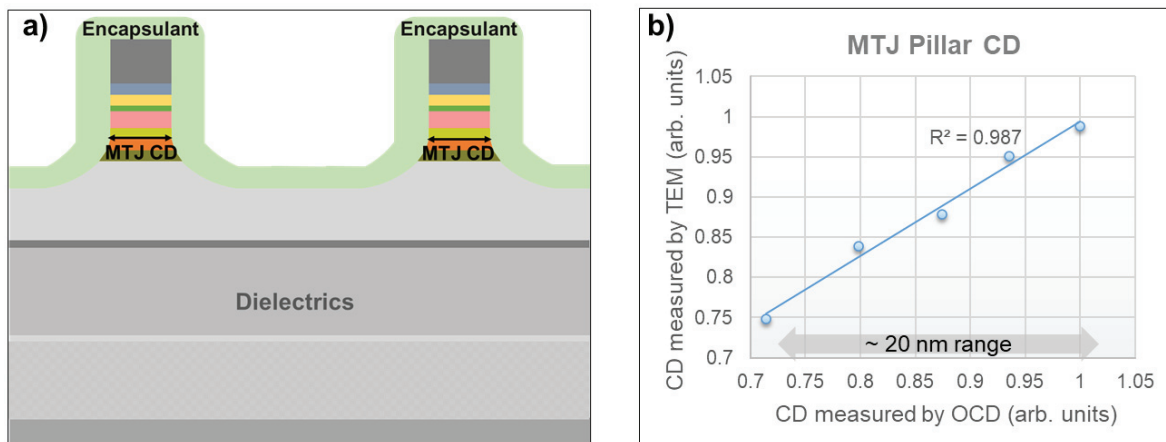 a)
Encapsulant
Encapsulant
MTJ CD
MTJ CD
Dielectrics
b)
MTJ Pillar CD
CD measured by TEM (arb. units)
1.05
1
0.95
0.9
0.85
0.8
0.75
0.7
R² = 0.987
~ 20 nm range
0.7 0.75 0.8 0.85 0.9 0.95 1 1.05
CD measured by OCD (arb. units)